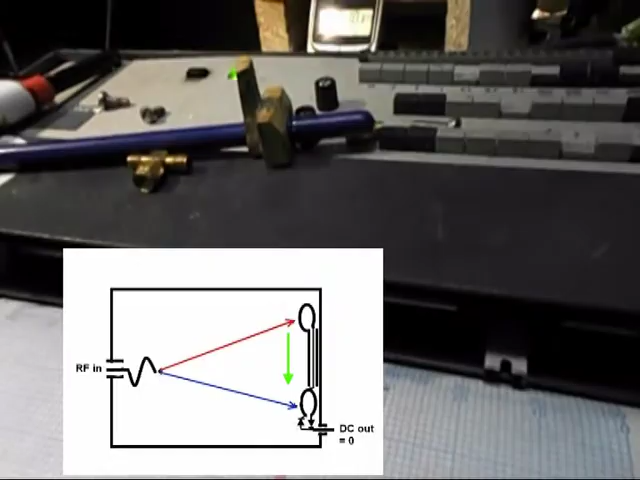 RF in
DC out
= 0